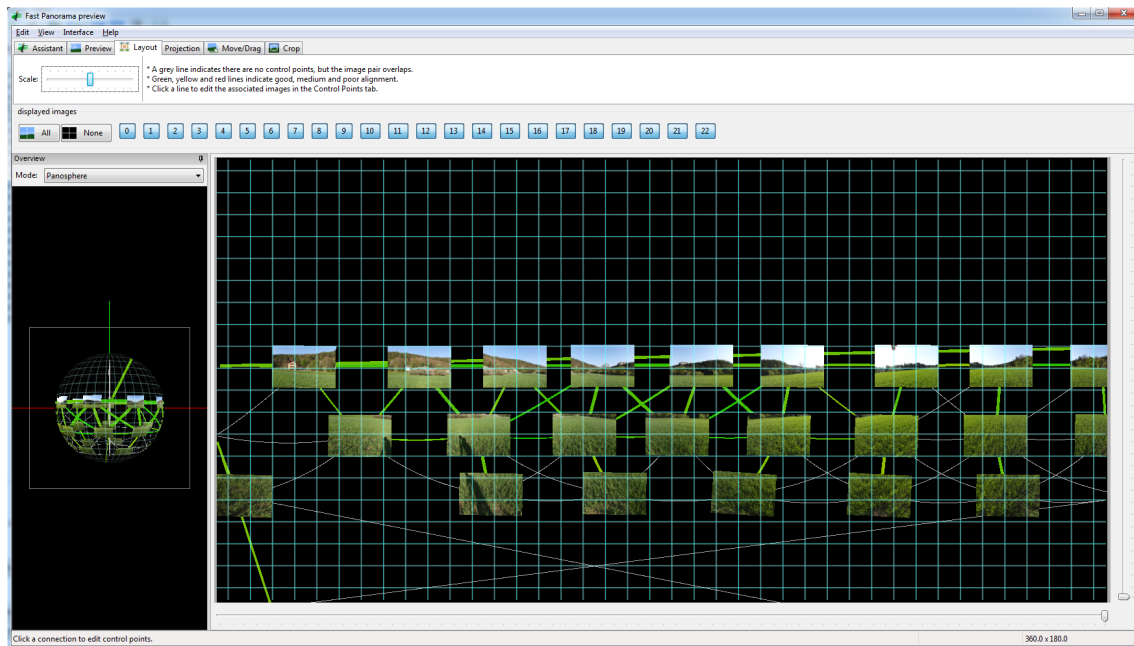 Fast Panorama preview
Edit View Interface Help
Assistant Preview Layout Projection Move/Drag Crop
Scale:
* A grey line indicates there are no control points, but the image pair overlaps.
* Green, yellow and red lines indicate good, medium and poor alignment.
* Click a line to edit the associated images in the Control Points tab.
displayed images
All None 0 1 2 3 4 5 6 7 8 9 10 11 12 13 14 15 16 17 18 19 20 21 22
Overview
Mode: Panosphere
Click a connection to edit control points. 360.0 x 180.0